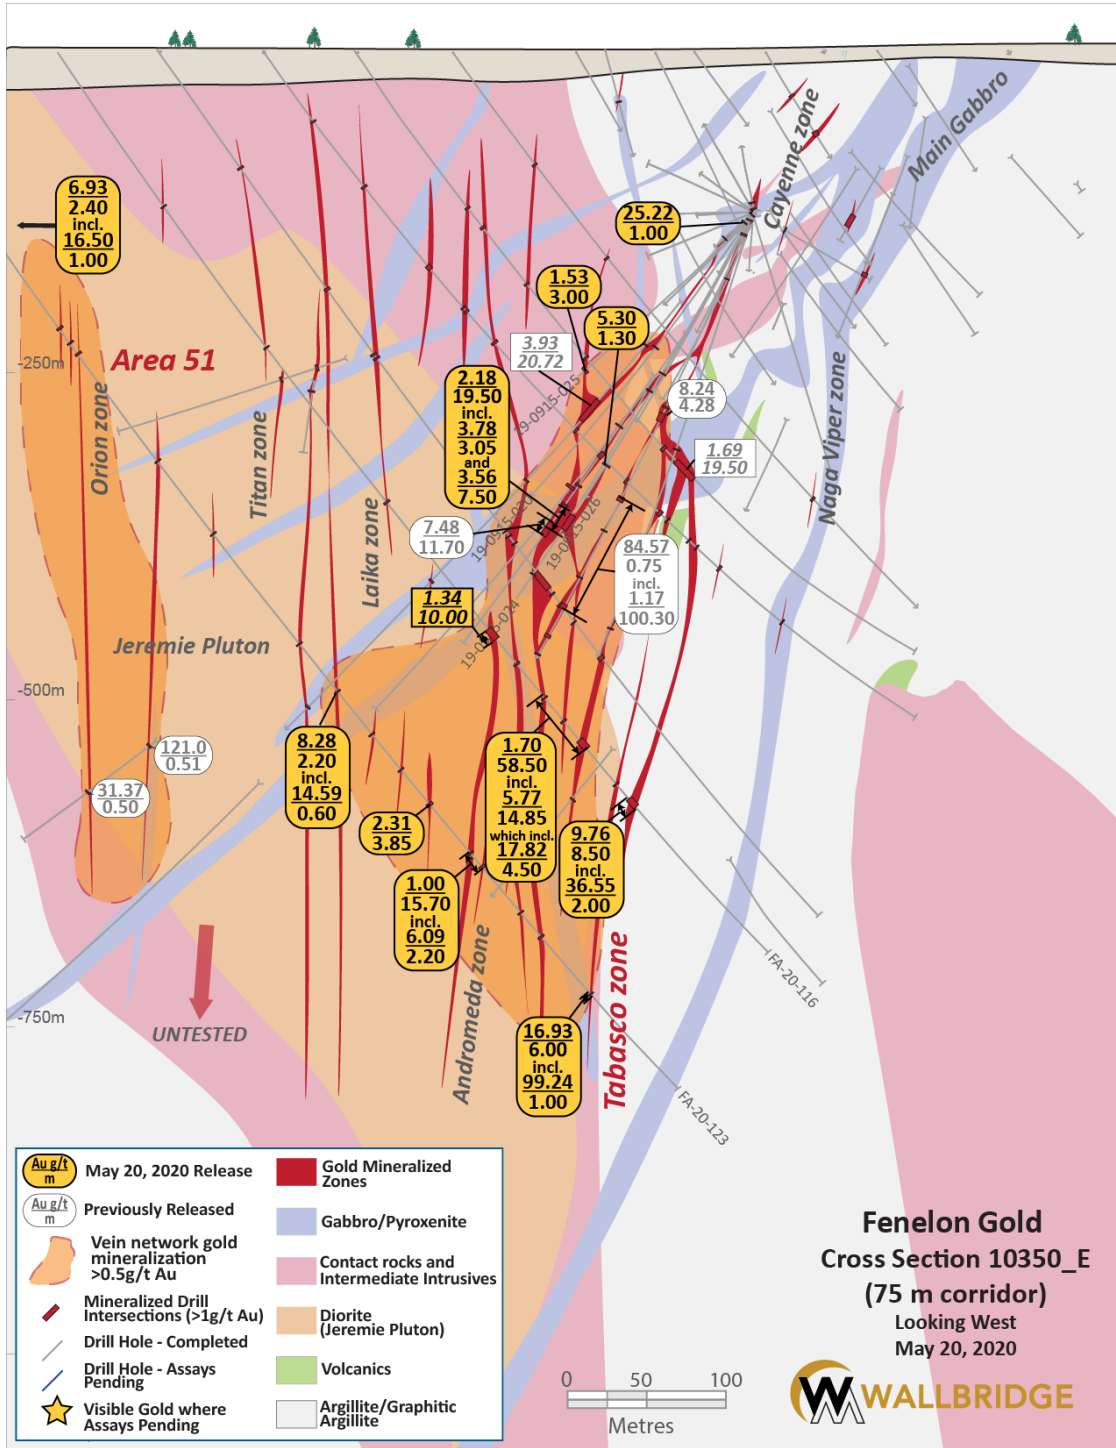 6.93
2.40
incl.
16.50
1.00
25.22
1.00
1.53
3.00
5.30
1.30
3.93
20.72
8.24
4.28
2.18
19.50
incl.
3.78
3.05
and
3.56
7.50
1.69
19.50
7.48
11.70
84.57
0.75
incl.
1.17
100.30
1.34
10.00
8.28
2.20
incl.
14.59
0.60
1.70
58.50
incl.
5.77
14.85
which incl.
17.82
4.50
121.0
0.51
31.37
0.50
2.31
3.85
9.76
8.50
incl.
36.55
2.00
1.00
15.70
incl.
6.09
2.20
16.93
6.00
incl.
99.24
1.00
Cayenne zone
Main Gabbro
Area 51
Orion zone
Titan zone
Laika zone
Naga Viper zone
Jeremie Pluton
Andromeda zone
Tabasco zone
UNTESTED
-250m
-500m
-750m
19-0915-025
19-0915-026
FA-20-116
FA-20-123
Au g/t
m
May 20, 2020 Release
Au g/t
m
Previously Released
Vein network gold
mineralization
>0.5g/t Au
Mineralized Drill
Intersections (>1g/t Au)
Drill Hole - Completed
Drill Hole - Assays
Pending
Visible Gold where
Assays Pending
Gold Mineralized
Zones
Gabbro/Pyroxenite
Contact rocks and
Intermediate Intrusives
Diorite
(Jeremie Pluton)
Volcanics
Argillite/Graphitic
Argillite
Fenelon Gold
Cross Section 10350_E
(75 m corridor)
Looking West
May 20, 2020
0 50 100
Metres
WALLBRIDGE